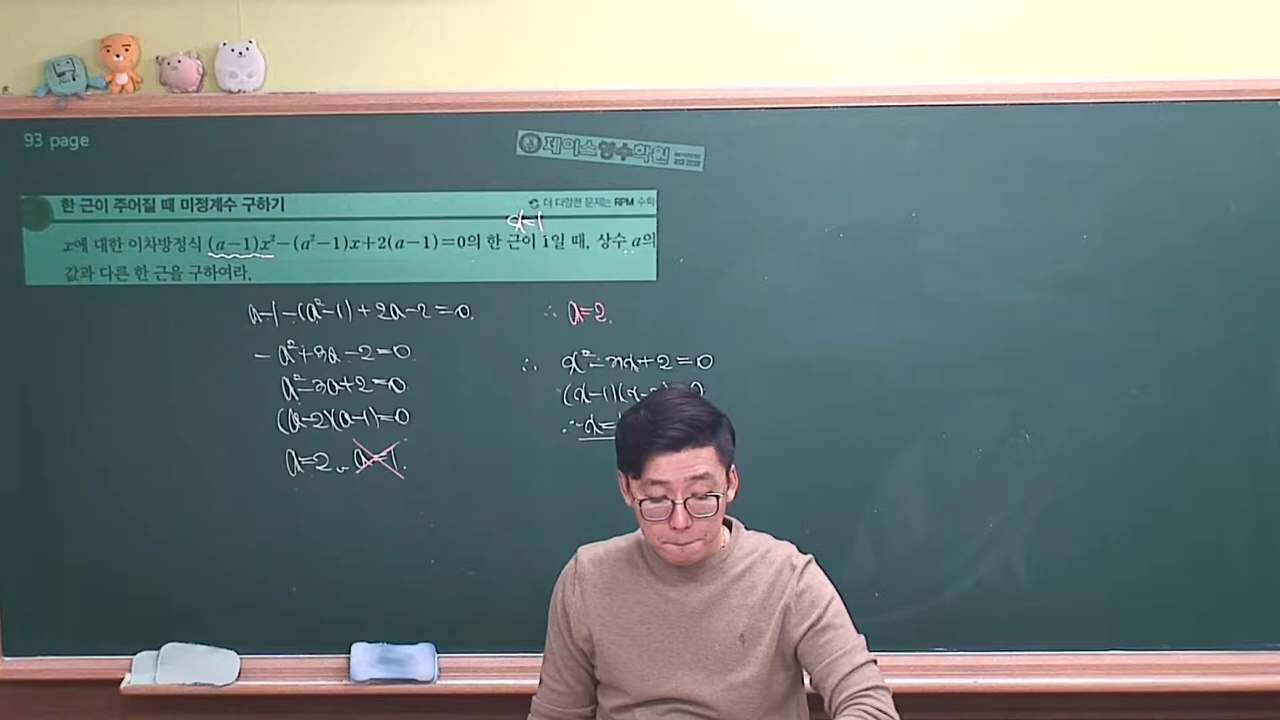 93 page
제이스영수학원
한 근이 주어질 때 미정계수 구하기
더 다양한 문제는 RPM 수학
x=1
x에 대한 이차방정식 (a-1)x²-(a²-1)x+2(a-1)=0의 한 근이 1일 때, 상수 a의
값과 다른 한 근을 구하여라.
a-1-(a²-1)+2a-2=0.
-a²+3a-2=0.
a²-3a+2=0.
(a-2)(a-1)=0
a=2, a=1.
∴ a=2.
∴ x²-3x+2=0
(x-1)(x-
∴ x=